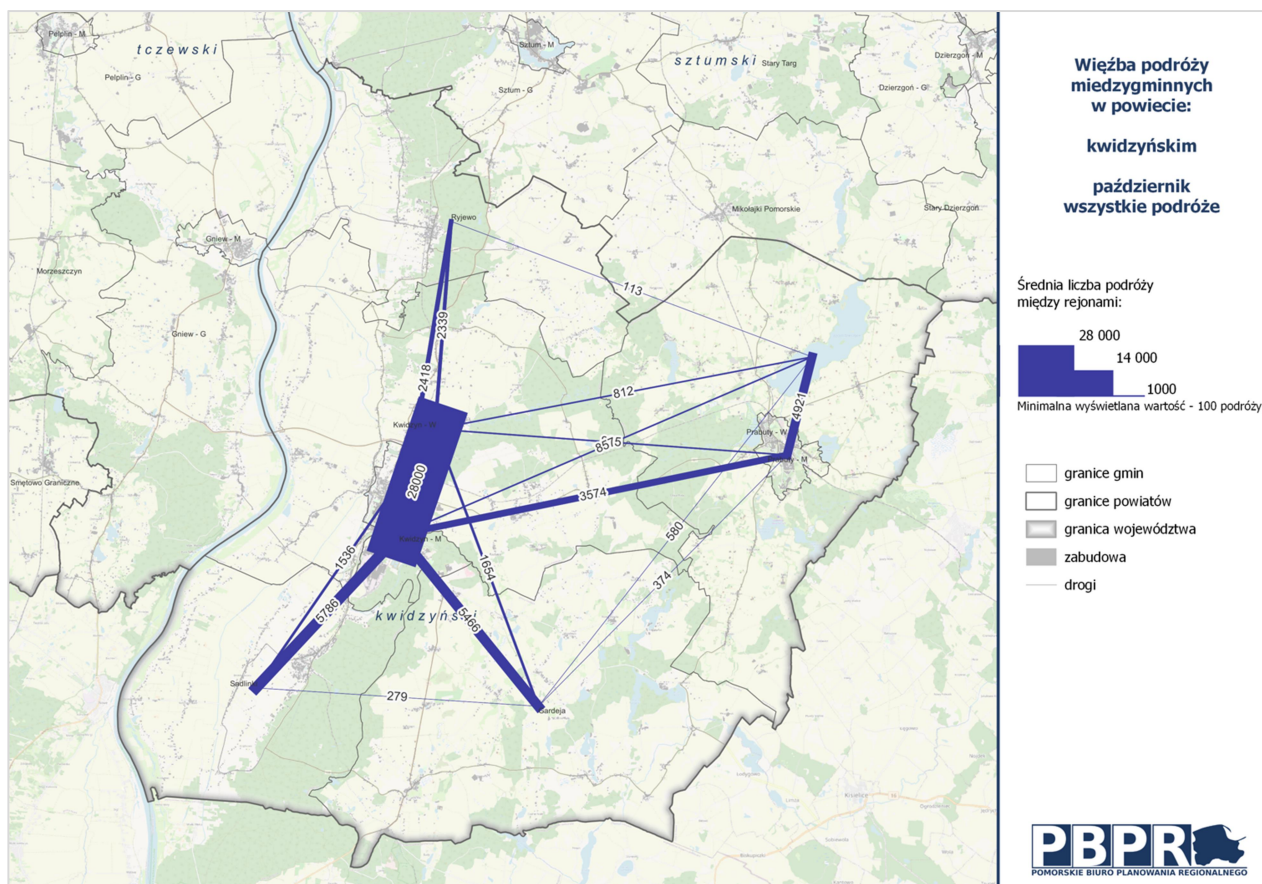 Pelplin - M
tczewski
Pelplin - G
Sztum - M
sztumski
Stary Targ
Dzierzgoń - M
Sztum - G
Dzierzgoń - G
Ryjewo
Mikołajki Pomorskie
Stary Dzierzgoń
Gniew - M
Morzeszczyn
113
Gniew - G
2339
2418
812
4921
Kwidzyn - W
Prabuty - W
8575
Prabuty - M
Smętowo Graniczne
28000
3574
Kwidzyn - M
580
1536
1654
374
5786
kwidzyński
5466
Sadlinki
279
Gardeja
Więźba podróży
miedzygminnych
w powiecie:
kwidzyńskim
październik
wszystkie podróże
Średnia liczba podróży
między rejonami:
28 000
14 000
1000
Minimalna wyświetlana wartość - 100 podróży
granice gmin
granice powiatów
granica województwa
zabudowa
drogi
PBPR
POMORSKIE BIURO PLANOWANIA REGIONALNEGO